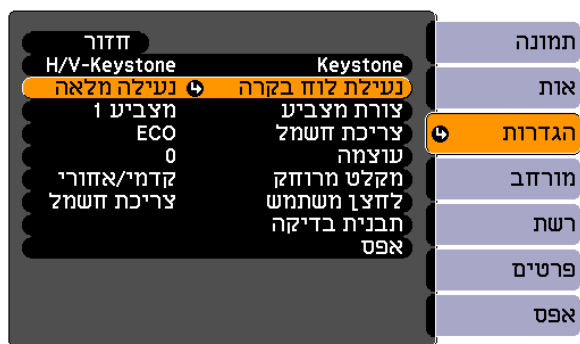 תמונה
אות
הגדרות
מורחב
רשת
פרטים
אפס
חזור
Keystone H/V-Keystone
נעילת לוח בקרה נעילה מלאה
צורת מצביע מצביע 1
צריכת חשמל ECO
עוצמה 0
מקלט מרוחק קדמי/אחורי
לחצן משתמש צריכת חשמל
תבנית בדיקה
אפס